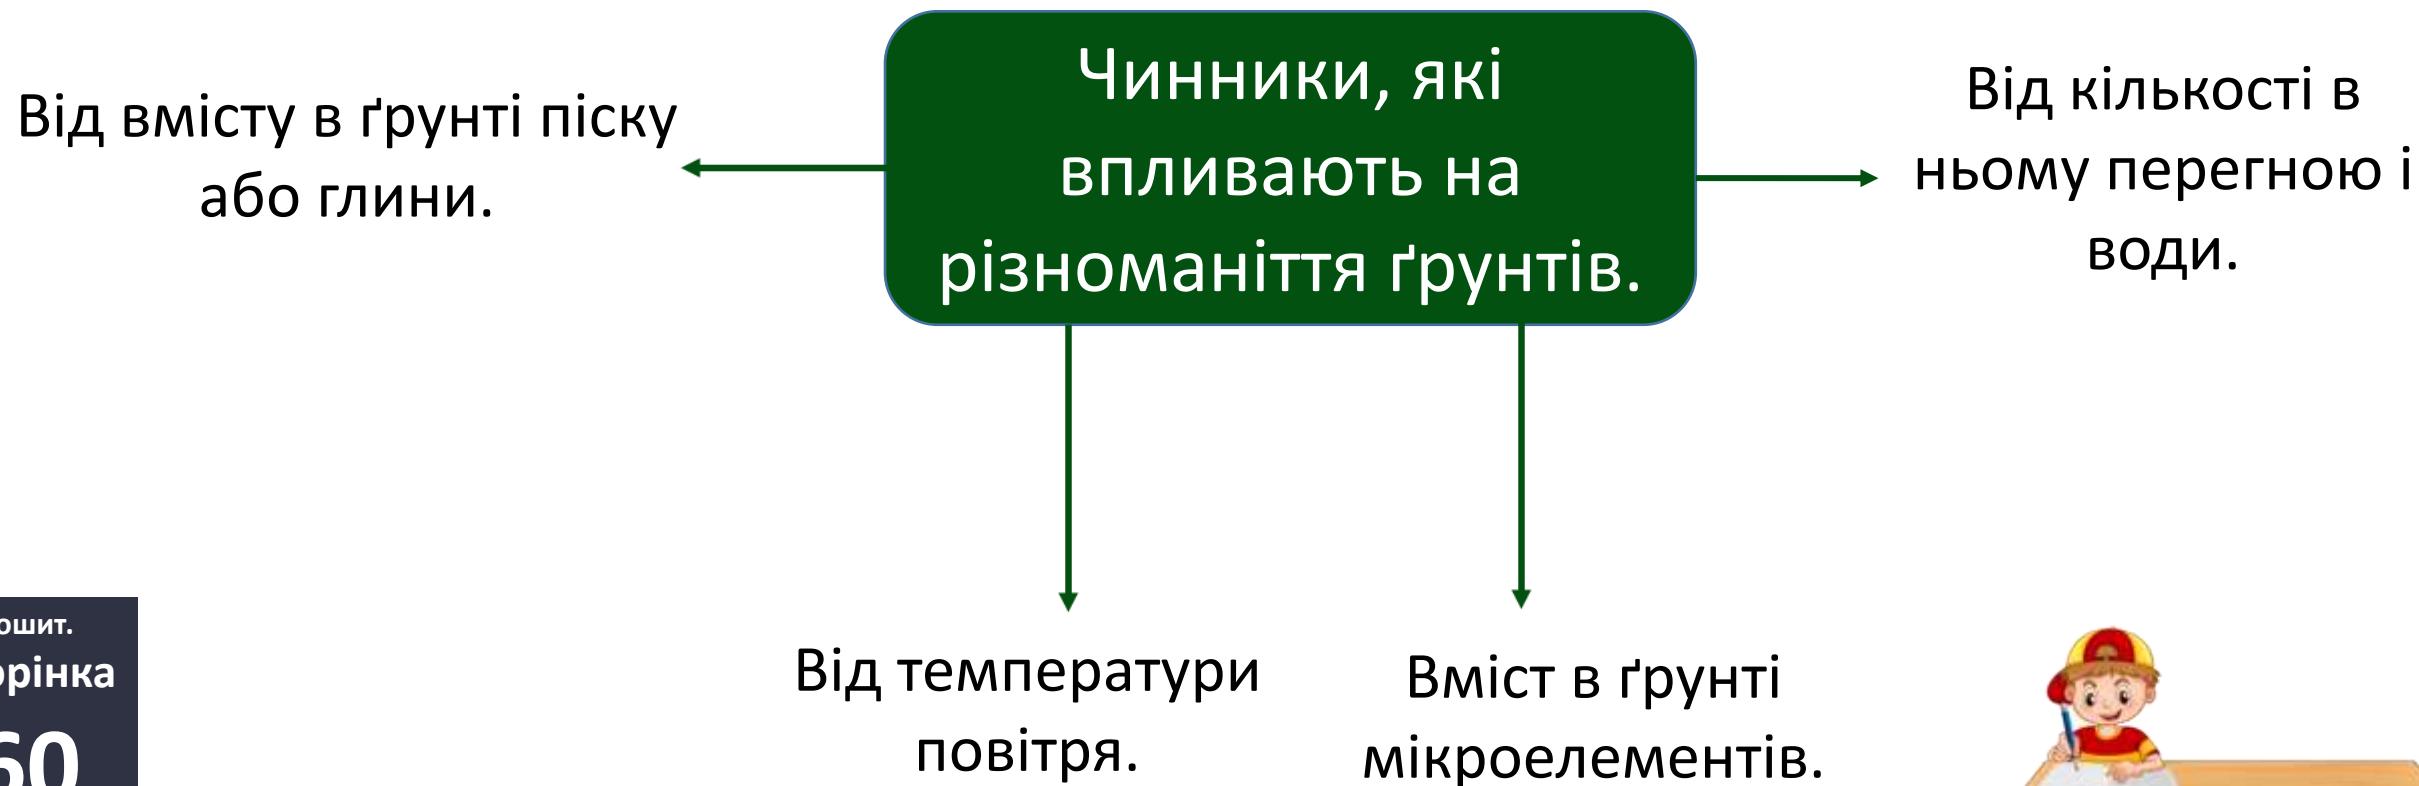 Чинники, які
впливають на
різноманіття ґрунтів.
Від вмісту в ґрунті піску
або глини.
Від кількості в
ньому перегною і
води.
Від температури
повітря.
Вміст в ґрунті
мікроелементів.
60